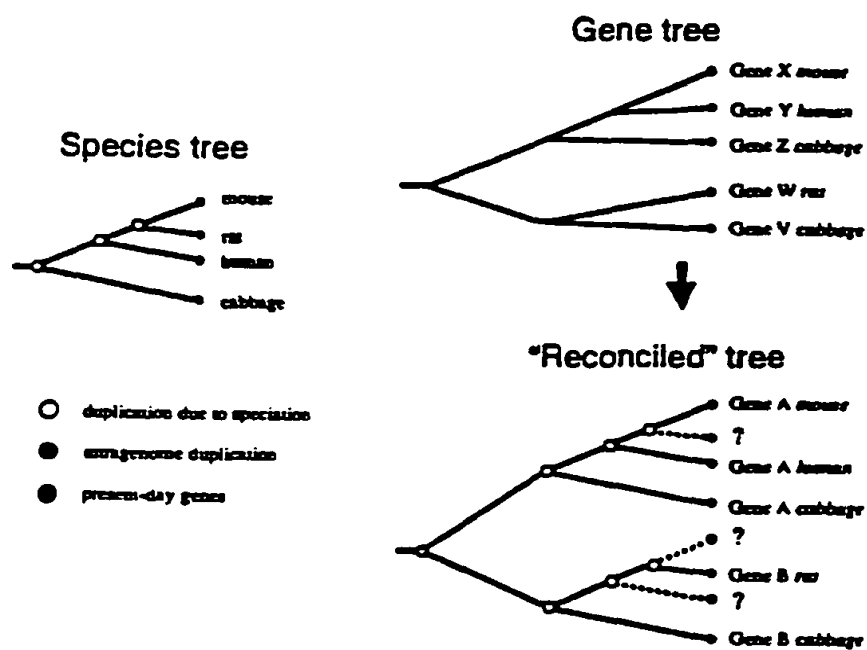 Gene tree
Gene X mouse
Gene Y human
Gene Z cabbage
Gene W rat
Gene V cabbage
Species tree
mouse
rat
human
cabbage
"Reconciled" tree
Gene A mouse
?
Gene A human
Gene A cabbage
?
Gene B rat
?
Gene B cabbage
duplication due to speciation
intragenome duplication
present-day genes